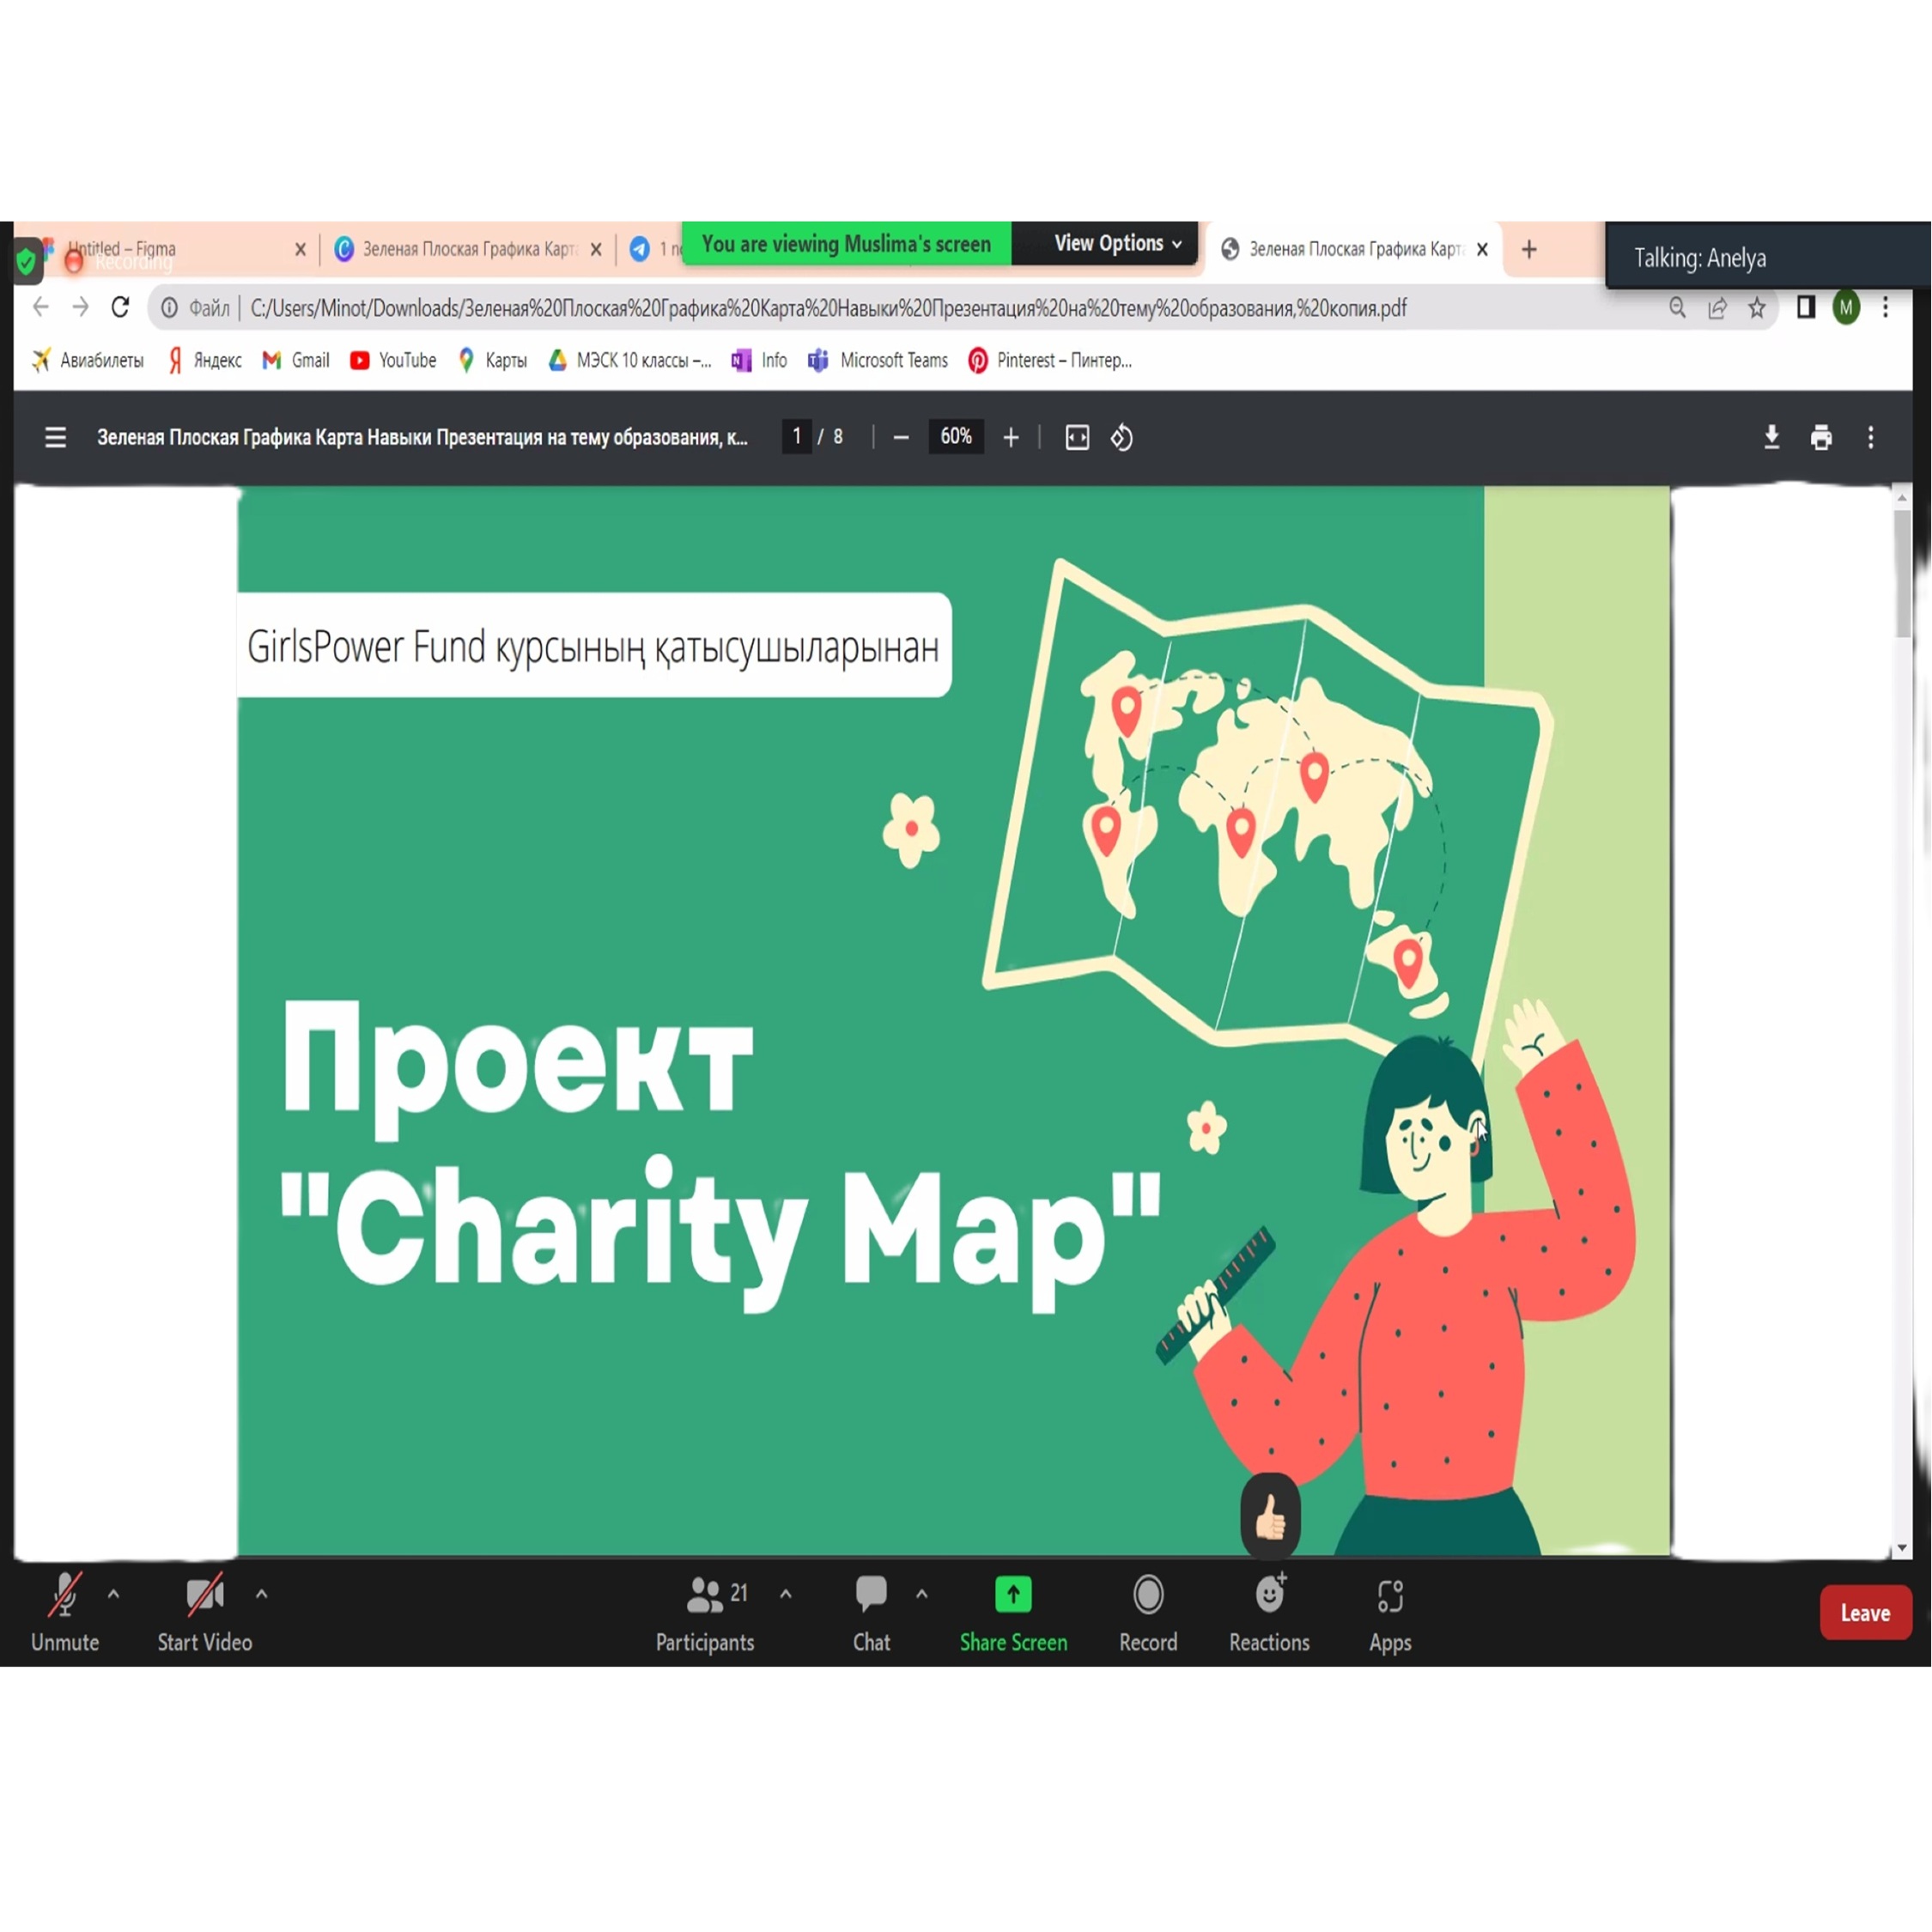 Untitled – Figma
Зеленая Плоская Графика Карта
You are viewing Muslima's screen
View Options
Зеленая Плоская Графика Карта
Talking: Anelya
Recording
Файл
C:/Users/Minot/Downloads/Зеленая%20Плоская%20Графика%20Карта%20Навыки%20Презентация%20на%20тему%20образования,%20копия.pdf
M
Авиабилеты
Яндекс
Gmail
YouTube
Карты
МЭСК 10 классы –...
Info
Microsoft Teams
Pinterest – Пинтер...
Зеленая Плоская Графика Карта Навыки Презентация на тему образования, к...
1 / 8
60%
GirlsPower Fund курсының қатысушыларынан
Проект
"Charity Map"
21
Unmute
Start Video
Participants
Chat
Share Screen
Record
Reactions
Apps
Leave